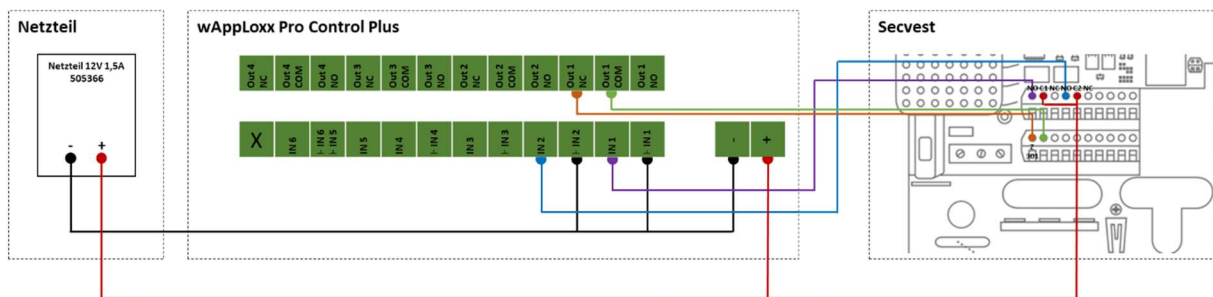 Netzteil
wAppLoxx Pro Control Plus
Secvest
Netzteil 12V 1,5A
505366
- +
Out 4 NC
Out 4 COM
Out 4 NO
Out 3 NC
Out 3 COM
Out 3 NO
Out 2 NC
Out 2 COM
Out 2 NO
Out 1 NC
Out 1 COM
Out 1 NO
NO C1 NC NO C2 NC
X
IN 6
⊢ IN 6 ⊢ IN 5
IN 5
IN 4
⊢ IN 4
IN 3
⊢ IN 3
IN 2
⊢ IN 2
IN 1
⊢ IN 1
- +
Z
301